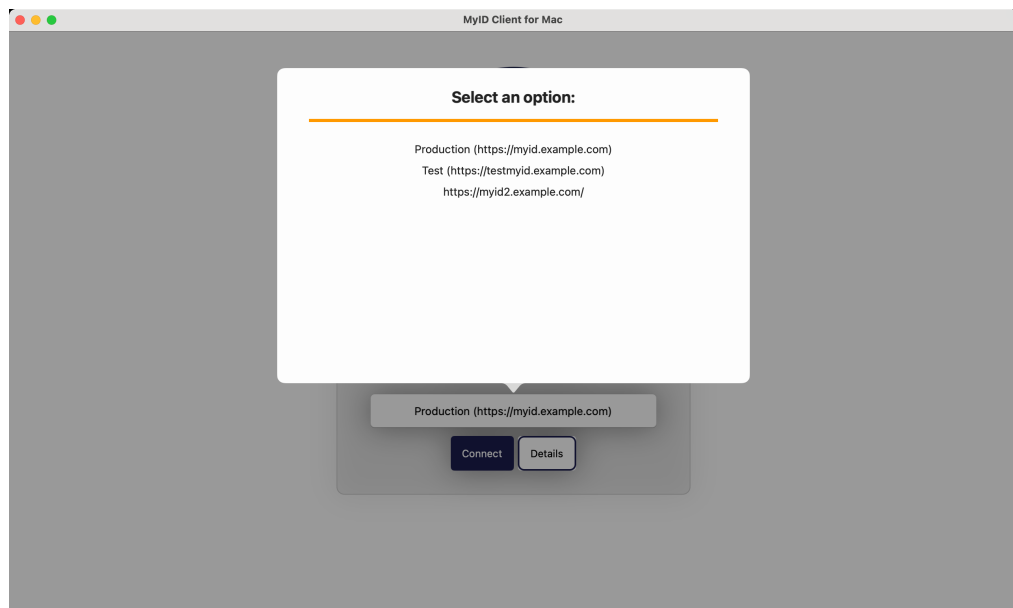 MyID Client for Mac
Select an option:
Production (https://myid.example.com)
Test (https://testmyid.example.com)
https://myid2.example.com/
Production (https://myid.example.com)
Connect
Details